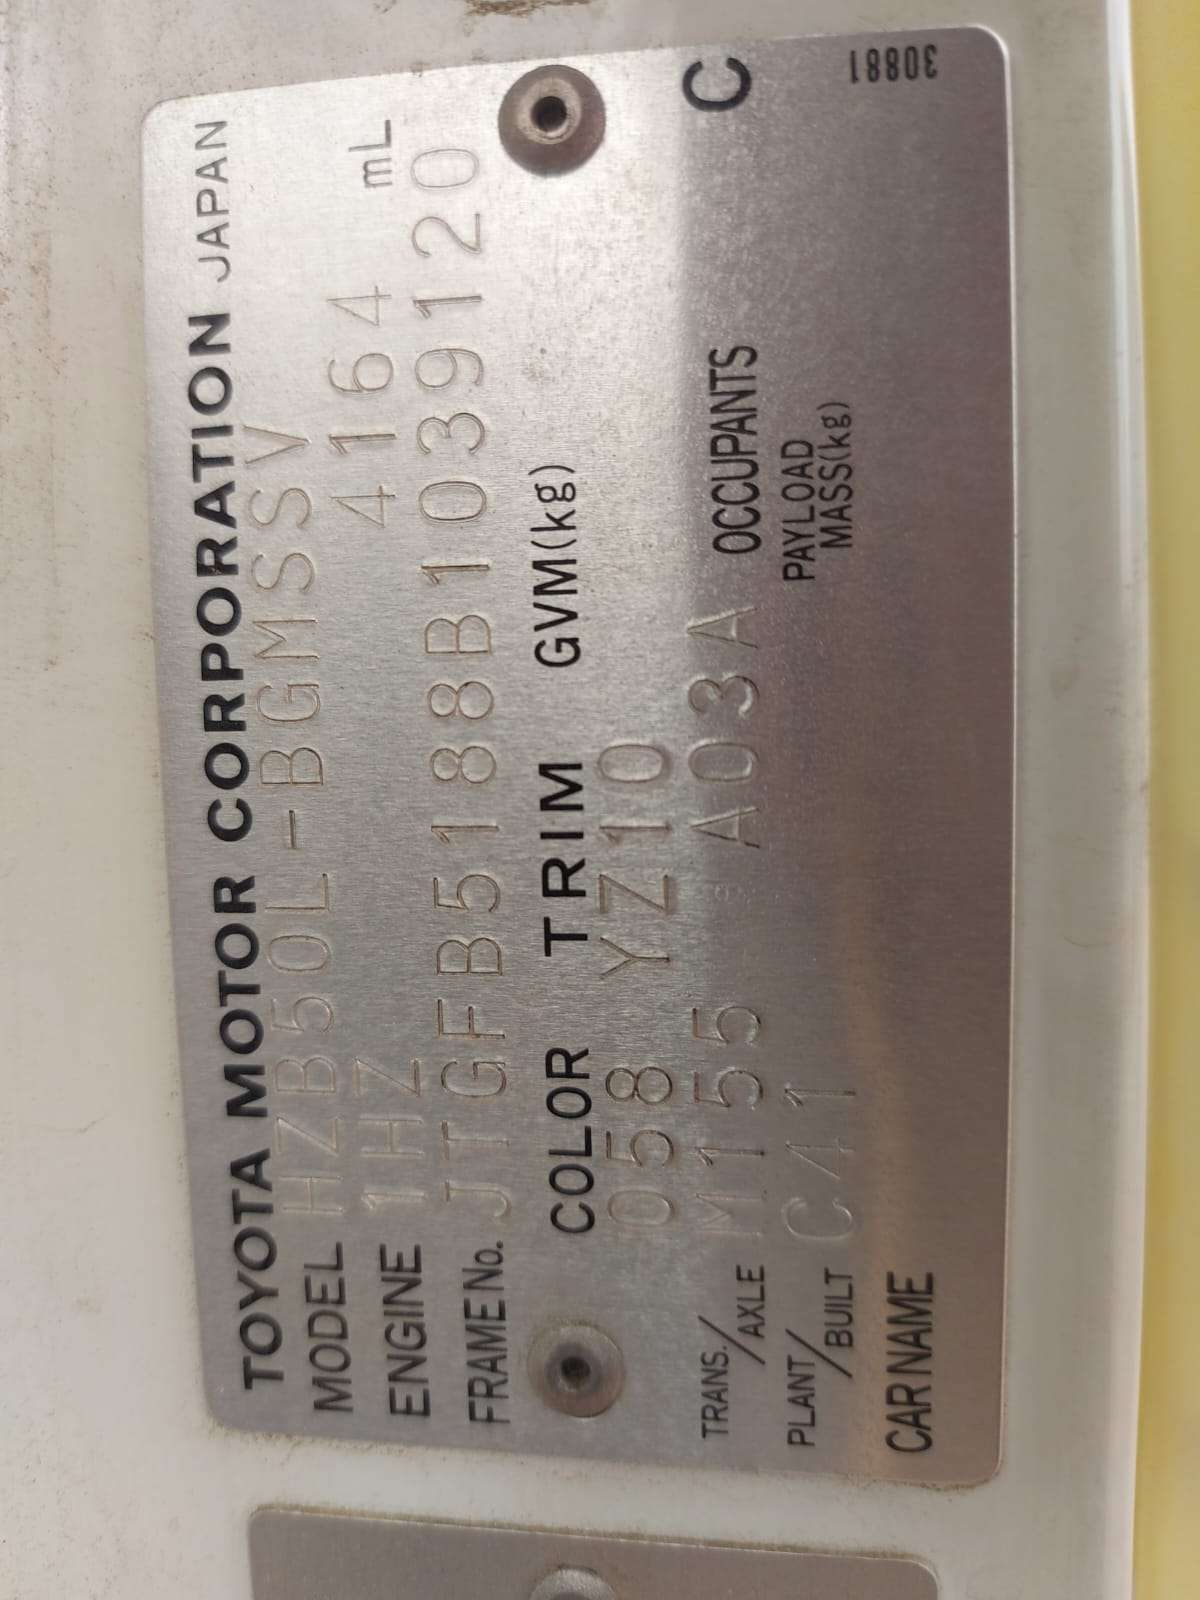 TOYOTA MOTOR CORPORATION JAPAN
MODEL HZB50L-BGMSSV
ENGINE 1HZ 4164 mL
FRAME No. JTGFB5188B1039120
COLOR TRIM GVM(kg)
058 YZ10
TRANS./AXLE M155 A03A OCCUPANTS C
PLANT/BUILT C41 PAYLOAD MASS(kg)
CAR NAME
30881